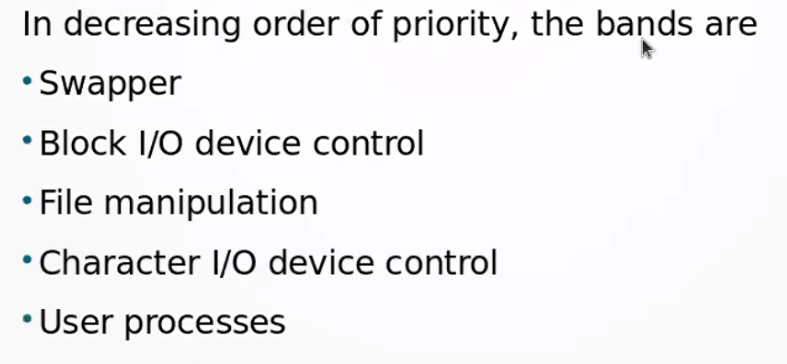 In decreasing order of priority, the bands are
•Swapper
•Block I/O device control
•File manipulation
•Character I/O device control
•User processes